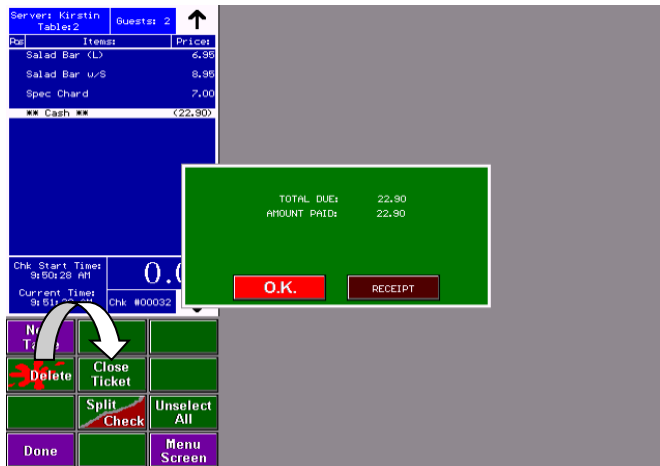 Server: Kirstin
Table:2
Guests: 2
Pos Items: Price:
Salad Bar (L) 6.95
Salad Bar w/S 8.95
Spec Chard 7.00
** Cash ** (22.90)
TOTAL DUE: 22.90
AMOUNT PAID: 22.90
O.K. RECEIPT
Chk Start Time:
9:50:28 AM
Current Time:
Chk #00032
Delete
Close
Ticket
Split
Check
Unselect
All
Done
Menu
Screen